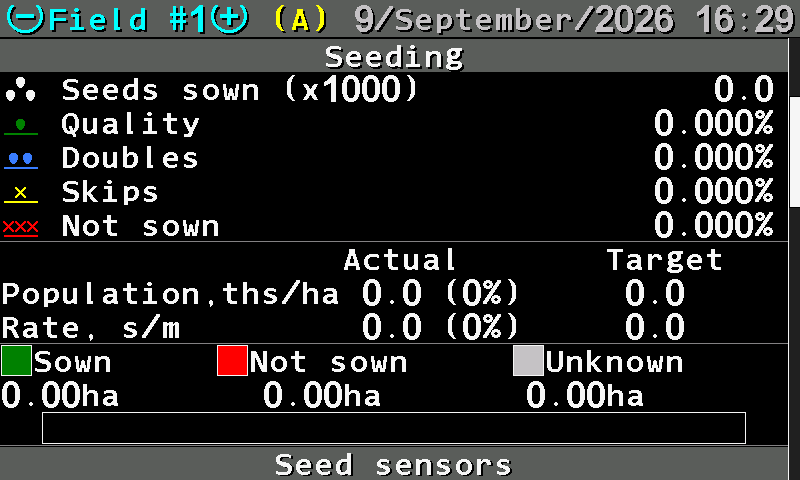 Field #1 (A) 9/September/2026 16:29
Seeding
Seeds sown (x1000) 0.0
Quality 0.000%
Doubles 0.000%
Skips 0.000%
Not sown 0.000%
Actual Target
Population,ths/ha 0.0 (0%) 0.0
Rate, s/m 0.0 (0%) 0.0
Sown Not sown Unknown
0.00ha 0.00ha 0.00ha
Seed sensors